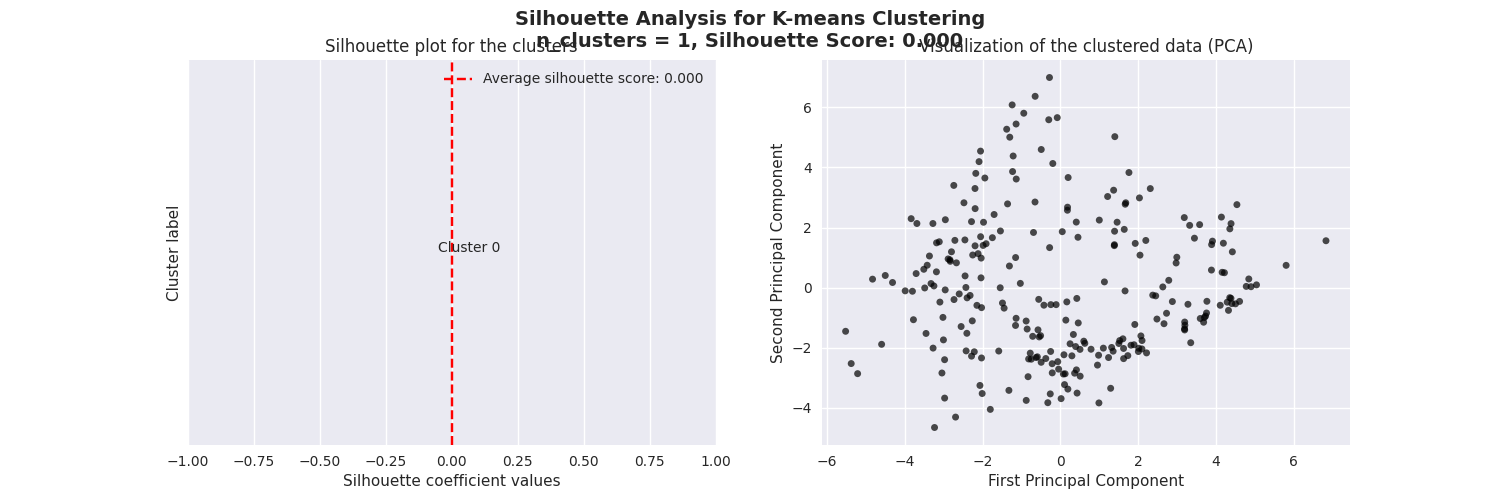 Silhouette Analysis for K-means Clustering
n_clusters = 1, Silhouette Score: 0.000
Silhouette plot for the clusters
Average silhouette score: 0.000
Cluster 0
Cluster label
−1.00 −0.75 −0.50 −0.25 0.00 0.25 0.50 0.75 1.00
Silhouette coefficient values
Visualization of the clustered data (PCA)
Second Principal Component
6
4
2
0
−2
−4
−6 −4 −2 0 2 4 6
First Principal Component